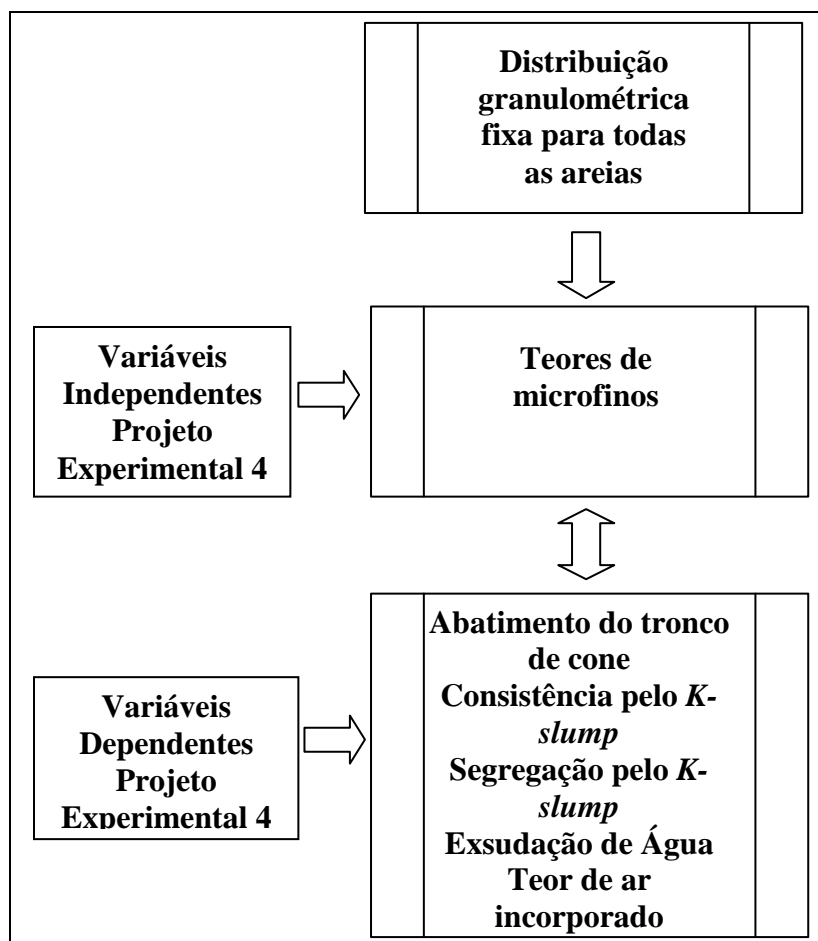 Distribuição
granulométrica
fixa para todas
as areias
Variáveis
Independentes
Projeto
Experimental 4
Teores de
microfinos
Variáveis
Dependentes
Projeto
Experimental 4
Abatimento do tronco
de cone
Consistência pelo K-
slump
Segregação pelo K-
slump
Exsudação de Água
Teor de ar
incorporado